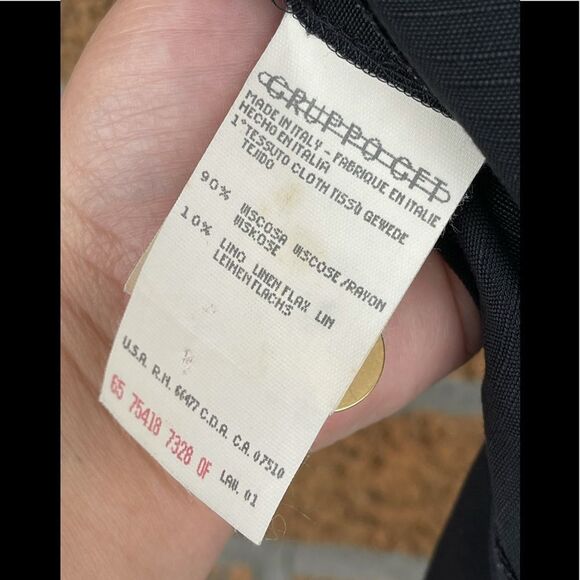 GRUPPO GFT
MADE IN ITALY - FABRIQUE EN ITALIE
HECHO EN ITALIA
1°TESSUTO CLOTH TISSU GEWEDE
TEJIDO
90% VISCOSA VISCOSE/RAYON
VISKOSE
10% LINO LINEN FLAX LIN
LEINEN FLACHS
U.S.A. R.N. 66477 C.D.A. CA.07510
65 75418 7328 OF LAV. 01